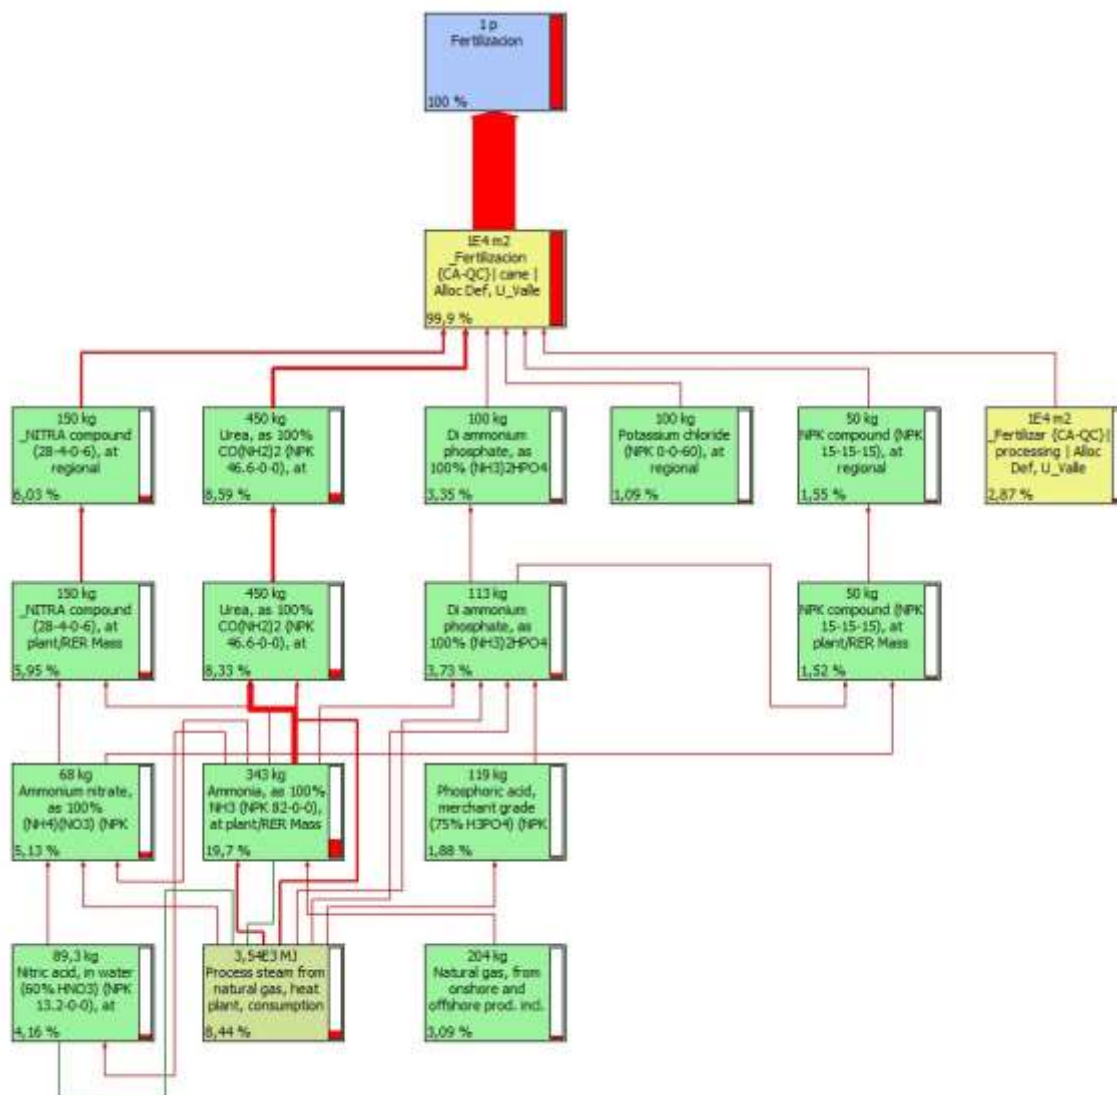 1 p
Fertilizacion
100 %
1E4 m2
_Fertilizacion
{CA-QC}| cane |
Alloc Def, U_Valle
99,9 %
150 kg
_NITRA compound
(28-4-0-6), at
regional
6,03 %
450 kg
Urea, as 100%
CO(NH2)2 (NPK
46.6-0-0), at
8,59 %
100 kg
Di ammonium
phosphate, as
100% (NH3)2HPO4
3,35 %
100 kg
Potassium chloride
(NPK 0-0-60), at
regional
1,09 %
50 kg
NPK compound (NPK
15-15-15), at
regional
1,55 %
1E4 m2
_Fertilizar {CA-QC}|
processing | Alloc
Def, U_Valle
2,87 %
150 kg
_NITRA compound
(28-4-0-6), at
plant/RER Mass
5,95 %
450 kg
Urea, as 100%
CO(NH2)2 (NPK
46.6-0-0), at
8,33 %
113 kg
Di ammonium
phosphate, as
100% (NH3)2HPO4
3,73 %
50 kg
NPK compound (NPK
15-15-15), at
plant/RER Mass
1,52 %
68 kg
Ammonium nitrate,
as 100%
(NH4)(NO3) (NPK
5,13 %
343 kg
Ammonia, as 100%
NH3 (NPK 82-0-0),
at plant/RER Mass
19,7 %
119 kg
Phosphoric acid,
merchant grade
(75% H3PO4) (NPK
1,88 %
89,3 kg
Nitric acid, in water
(60% HNO3) (NPK
13.2-0-0), at
4,16 %
3,54E3 MJ
Process steam from
natural gas, heat
plant, consumption
8,44 %
204 kg
Natural gas, from
onshore and
offshore prod. incl.
3,09 %